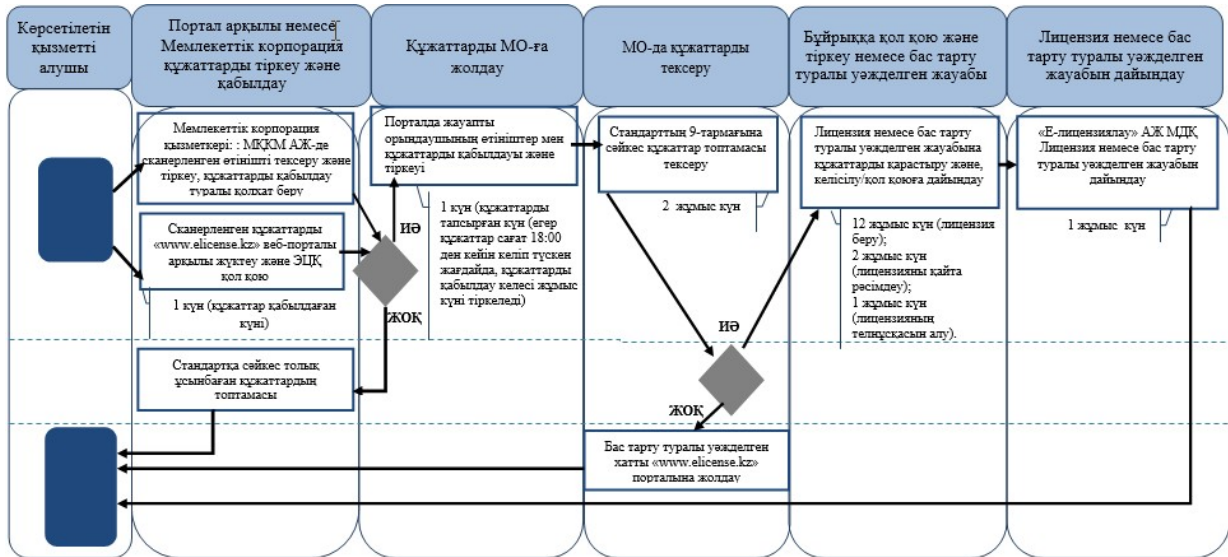 Көрсетілетін
қызметті
алушы
Портал арқылы немесе
Мемлекеттік корпорация
құжаттарды тіркеу және
қабылдау
Құжаттарды МО-ға
жолдау
МО-да құжаттарды
тексеру
Бұйрыққа қол қою және
тіркеу немесе бас тарту
туралы уәжделген жауабы
Лицензия немесе бас
тарту туралы уәжделген
жауабын дайындау
Мемлекеттік корпорация
қызметкері: : МҚКМ АЖ-де
сканерленген өтінішті тексеру және
тіркеу, құжаттарды қабылдау
туралы қолхат беру
Сканерленген құжаттарды
«www.elicense.kz» веб-порталы
арқылы жүктеу және ЭЦҚ
қол қою
1 күн (құжаттар қабылдаған
күні)
ИӘ
ЖОҚ
Порталда жауапты
орындаушының өтініштер мен
құжаттарды қабылдауы және
тіркеуі
1 күн (құжаттарды
тапсырған күн (егер
құжаттар сағат 18:00
ден кейін келіп түскен
жағдайда, құжаттарды
қабылдау келесі жұмыс
күні тіркеледі)
Стандарттың 9-тармағына
сәйкес құжаттар топтамасы
тексеру
2 жұмыс күн
Лицензия немесе бас тарту
туралы уәжделген жауабына
құжаттарды қарастыру және,
келісілу/қол қоюға дайындау
12 жұмыс күн (лицензия
беру);
2 жұмыс күн
(лицензияны қайта
рәсімдеу);
1 жұмыс күн
(лицензияның
телнұсқасын алу).
«Е-лицензиялау» АЖ МДҚ
Лицензия немесе бас тарту
туралы уәжделген жауабын
дайындау
1 жұмыс күн
Стандартқа сәйкес толық
ұсынбаған құжаттардың
топтамасы
ИӘ
ЖОҚ
Бас тарту туралы уәжделген
хатты «www.elicense.kz»
порталына жолдау